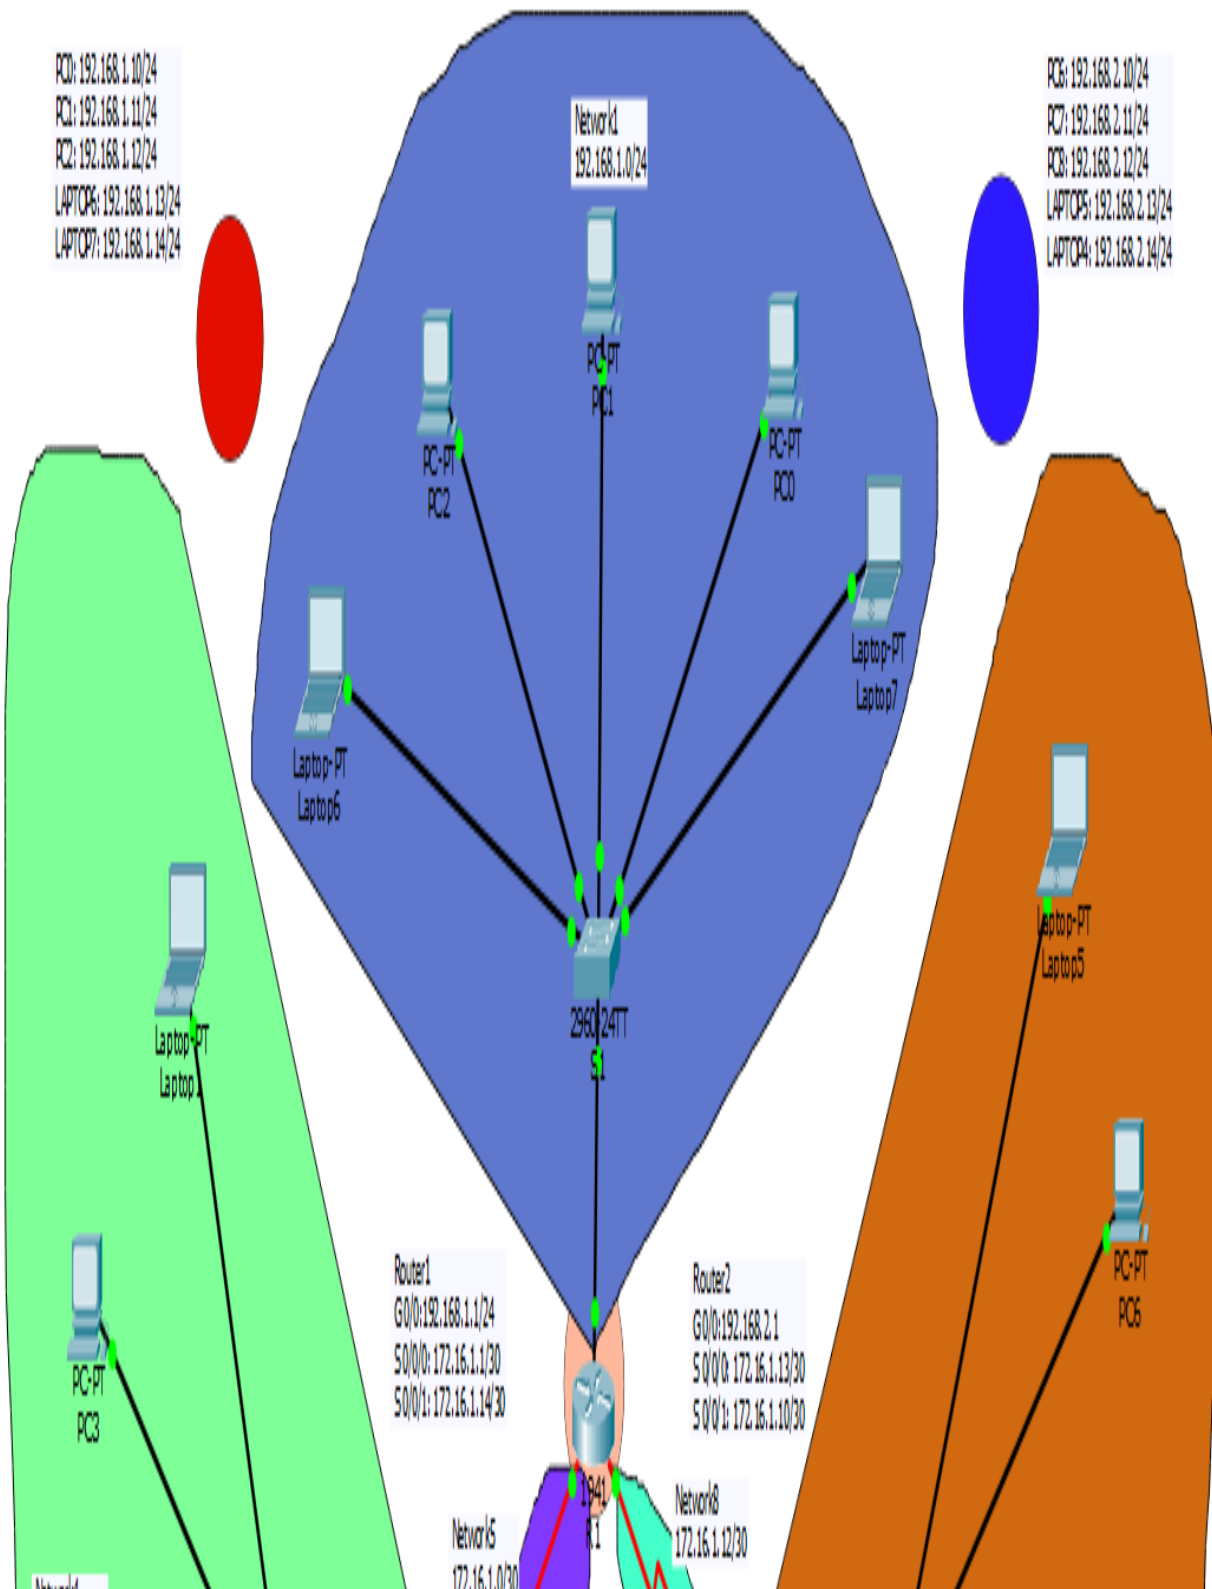 PC0: 192.168.1.10/24
PC1: 192.168.1.11/24
PC2: 192.168.1.12/24
LAPTOP6: 192.168.1.13/24
LAPTOP7: 192.168.1.14/24
Network1
192.168.1.0/24
PC6: 192.168.2.10/24
PC7: 192.168.2.11/24
PC8: 192.168.2.12/24
LAPTOP5: 192.168.2.13/24
LAPTOP4: 192.168.2.14/24
PC-PT
PC1
PC-PT
PC2
PC-PT
PC0
Laptop-PT
Laptop7
Laptop-PT
Laptop6
Laptop-PT
Laptop5
2960-24TT
S1
Laptop-PT
Laptop
PC-PT
PC6
PC-PT
PC3
Router1
G0/0:192.168.1.1/24
S0/0/0: 172.16.1.1/30
S0/0/1: 172.16.1.14/30
Router2
G0/0:192.168.2.1
S0/0/0: 172.16.1.13/30
S0/0/1: 172.16.1.10/30
1941
R1
Network5
172.16.1.0/30
Network8
172.16.1.12/30